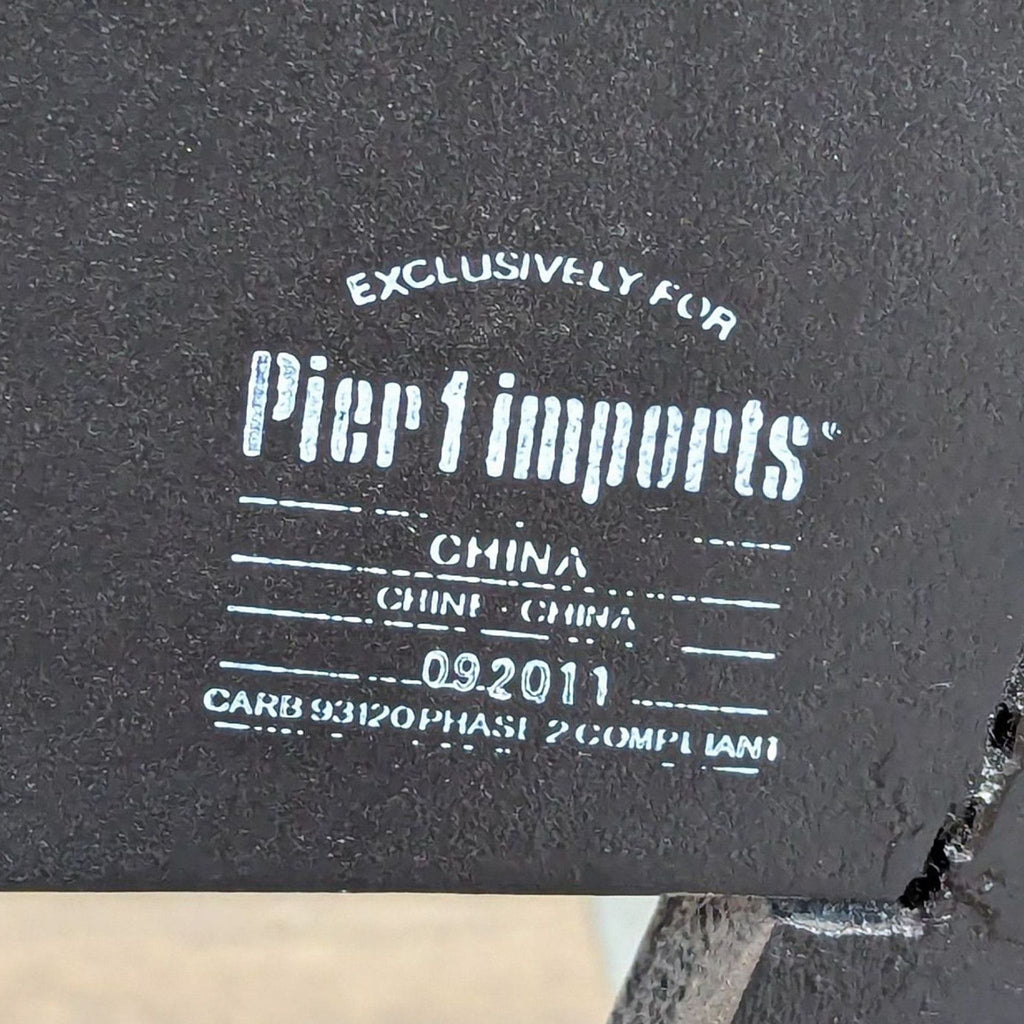 EXCLUSIVELY FOR
Pier 1 imports
CHINA
CHINE · CHINA
09.2011
CARB 93120 PHASE 2 COMPLIANT